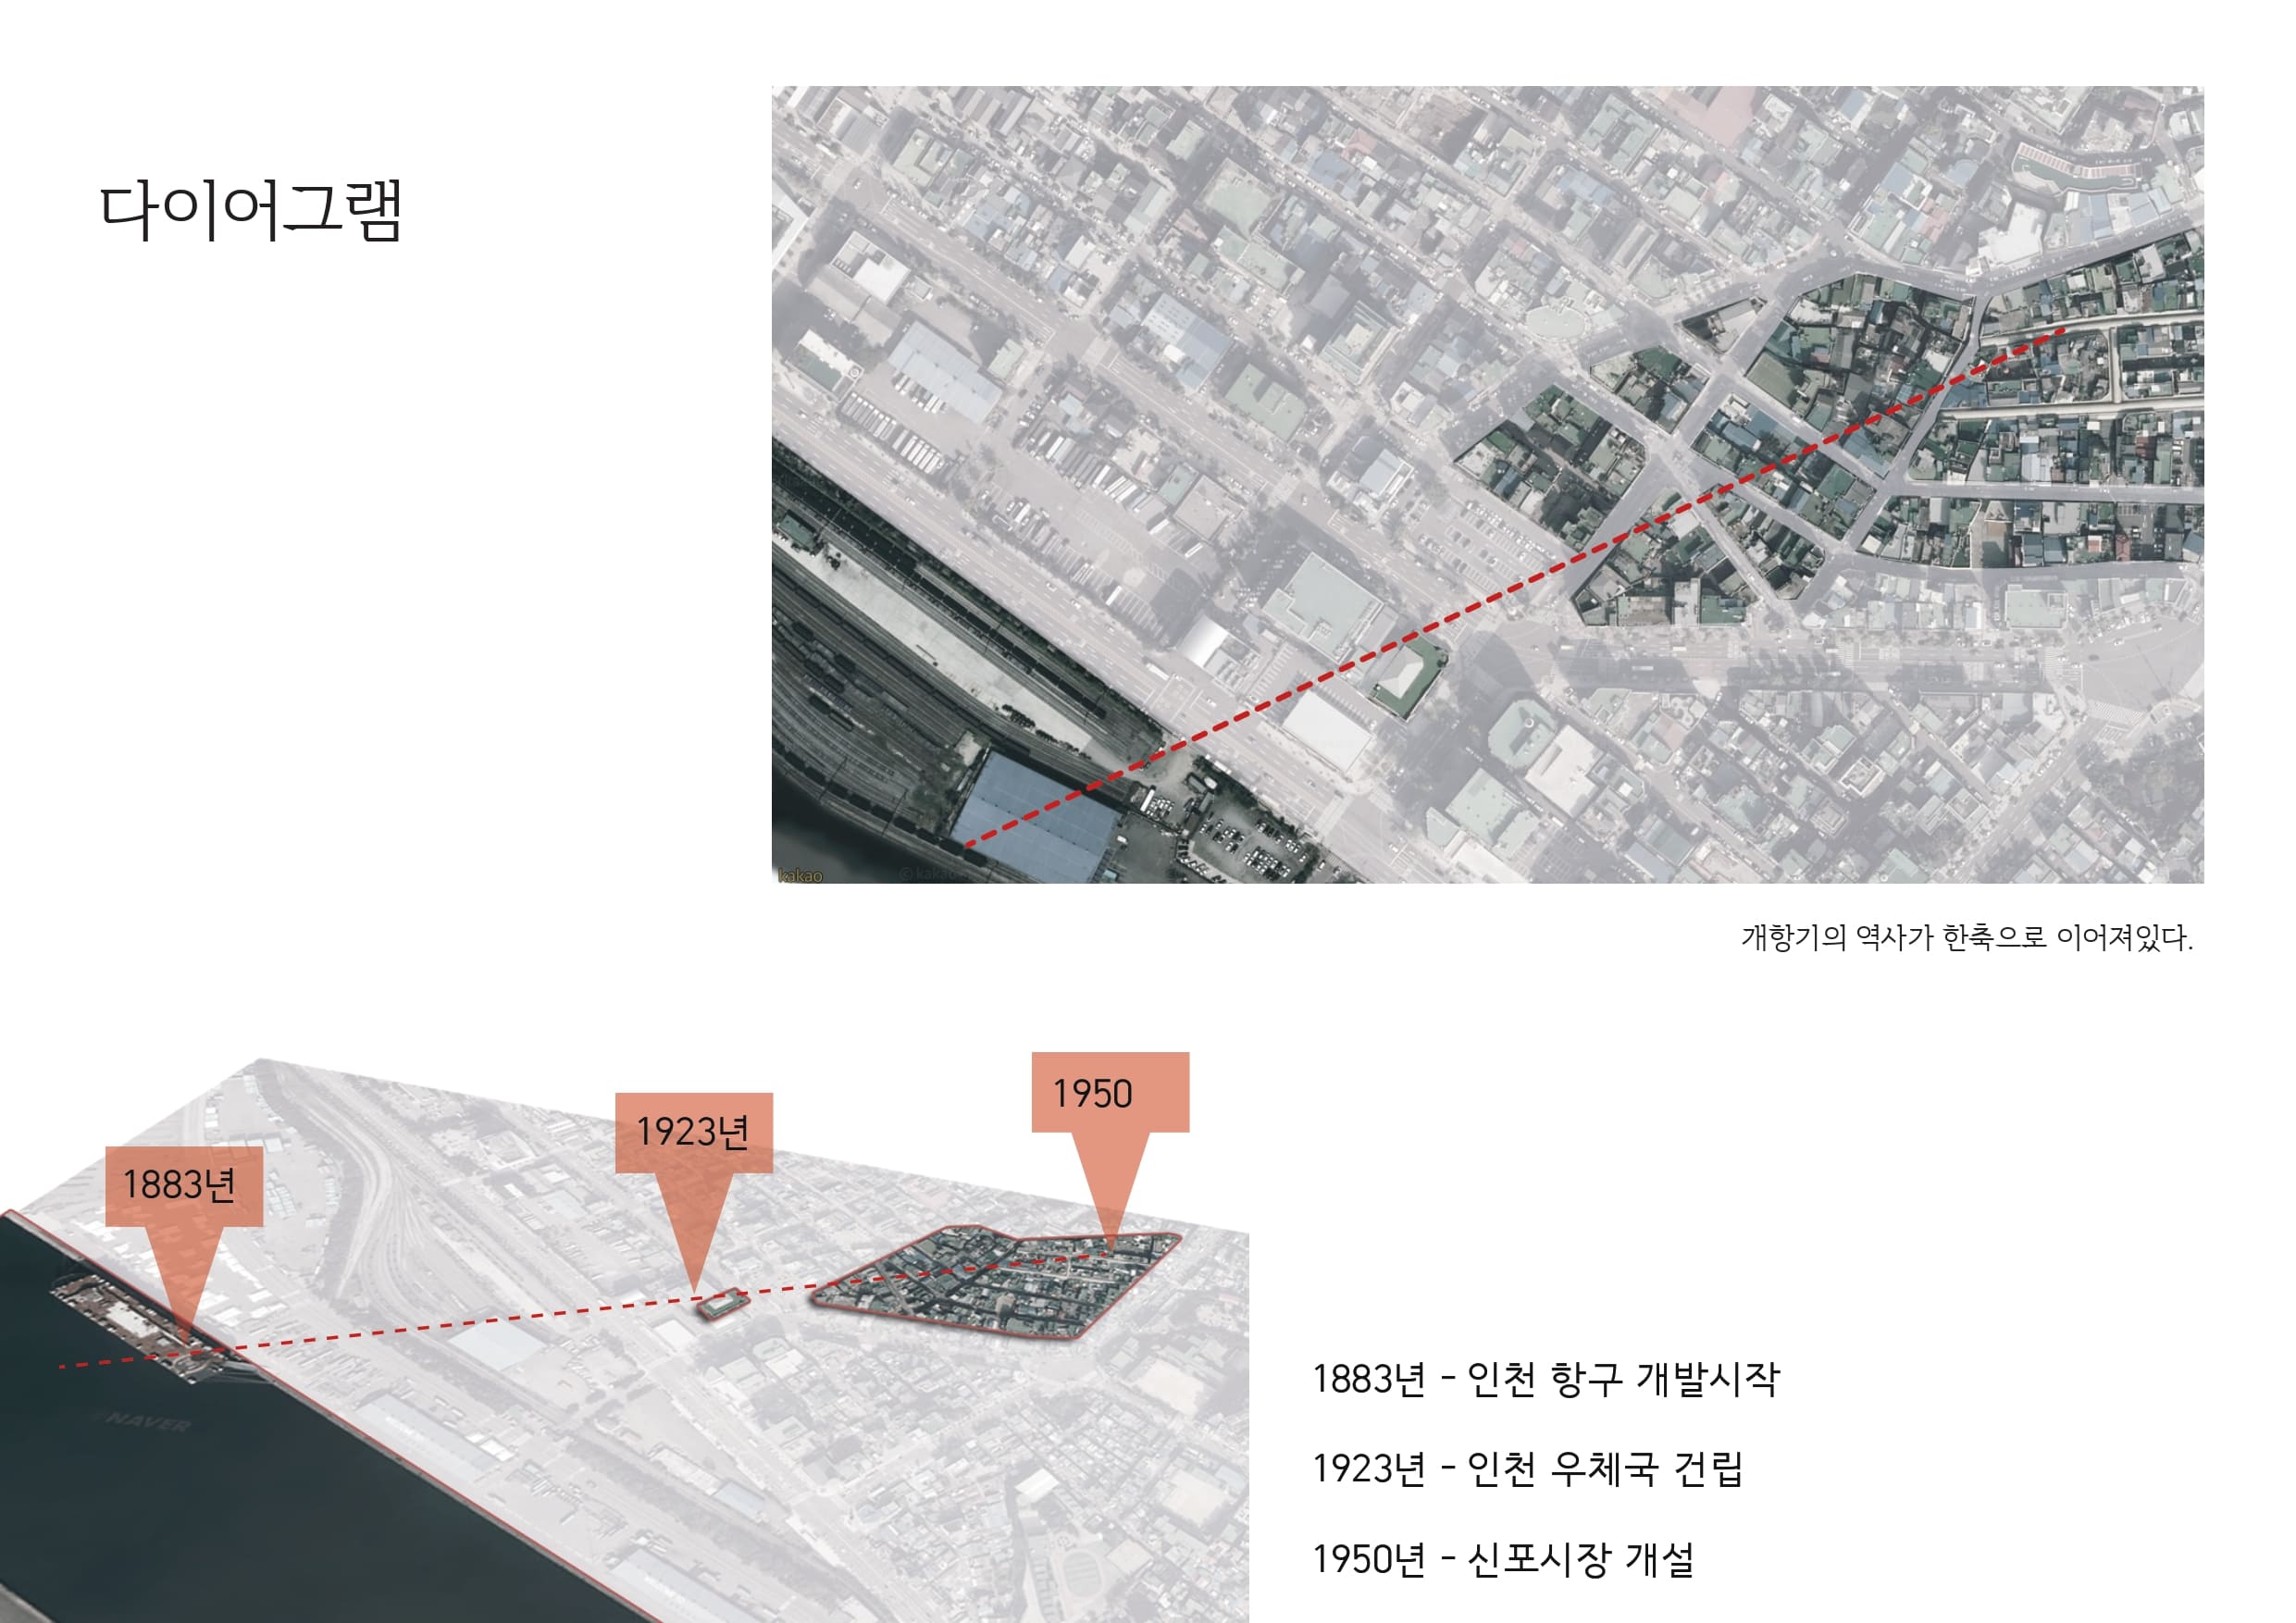 다이어그램
kakao
© kakao
개항기의 역사가 한축으로 이어져있다.
1950
1923년
1883년
NAVER
1883년 - 인천 항구 개발시작
1923년 - 인천 우체국 건립
1950년 - 신포시장 개설